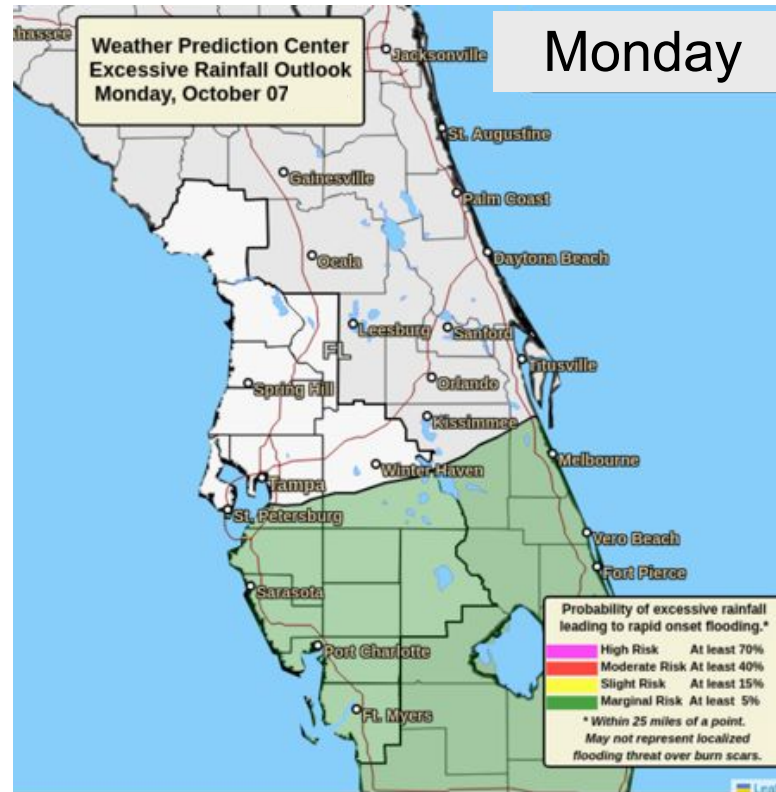 ahassee
Weather Prediction Center
Excessive Rainfall Outlook
Monday, October 07
Monday
Jacksonville
St. Augustine
Gainesville
Palm Coast
Ocala
Daytona Beach
Leesburg
Sanford
FL
Titusville
Spring Hill
Orlando
Kissimmee
Melbourne
Winter Haven
Tampa
St. Petersburg
Vero Beach
Fort Pierce
Sarasota
Port Charlotte
Ft. Myers
Probability of excessive rainfall
leading to rapid onset flooding.*
High Risk At least 70%
Moderate Risk At least 40%
Slight Risk At least 15%
Marginal Risk At least 5%
* Within 25 miles of a point.
May not represent localized
flooding threat over burn scars.
Lea